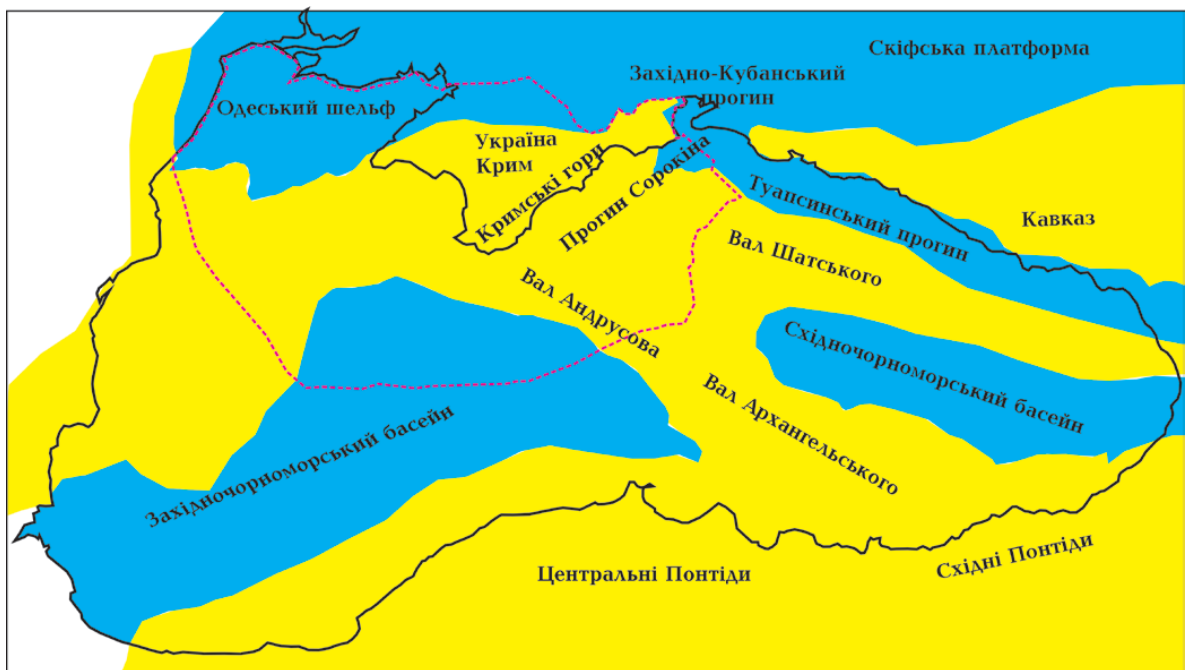 Скіфська платформа
Західно-Кубанський
прогин
Одеський шельф
Україна
Крим
Кримські гори
Прогин Сорокіна
Туапсинський прогин
Кавказ
Вал Шатського
Вал Андрусова
Східночорноморський басейн
Вал Архангельського
Західночорноморський басейн
Центральні Понтіди
Східні Понтіди